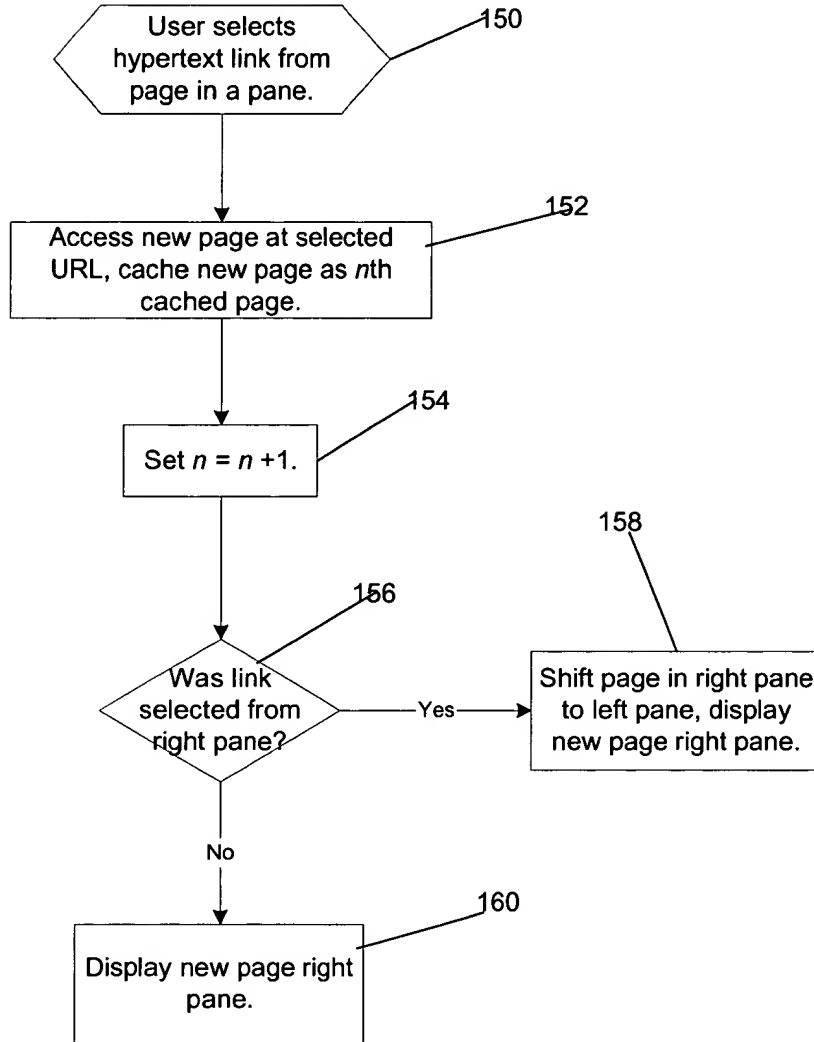 User selects
hypertext link from
page in a pane.
150
Access new page at selected
URL, cache new page as nth
cached page.
152
Set n = n +1.
154
Was link
selected from
right pane?
156
Yes
Shift page in right pane
to left pane, display
new page right pane.
158
No
Display new page right
pane.
160